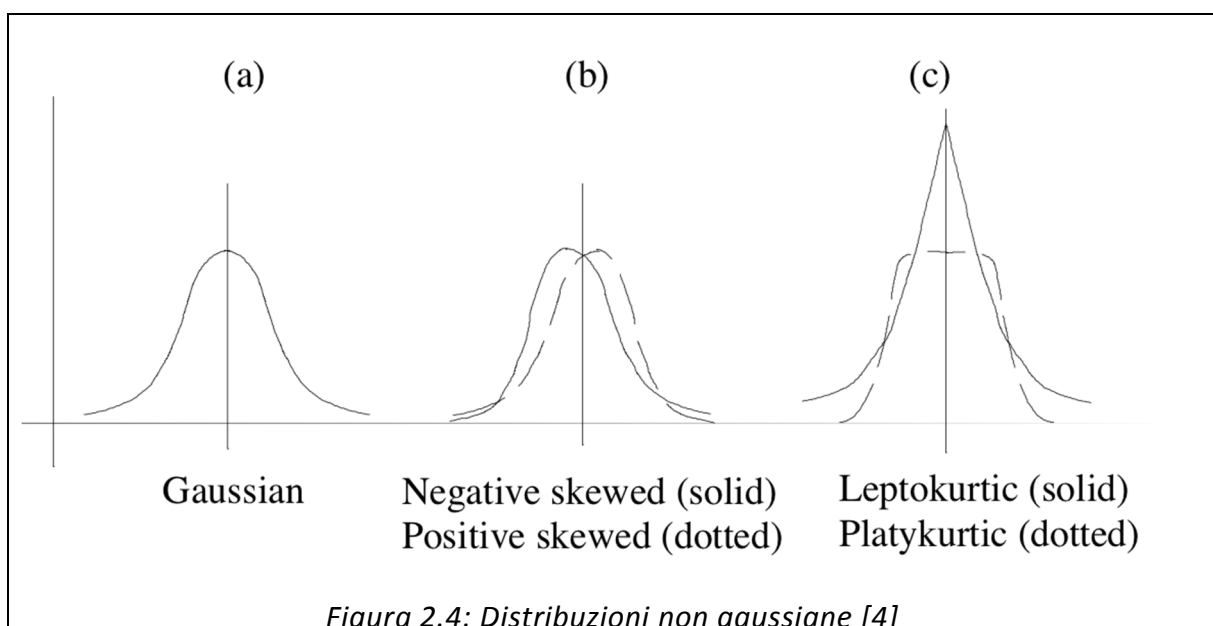 (a) (b) (c)
Gaussian
Negative skewed (solid)
Positive skewed (dotted)
Leptokurtic (solid)
Platykurtic (dotted)
Figura 2.4: Distribuzioni non gaussiane [4]